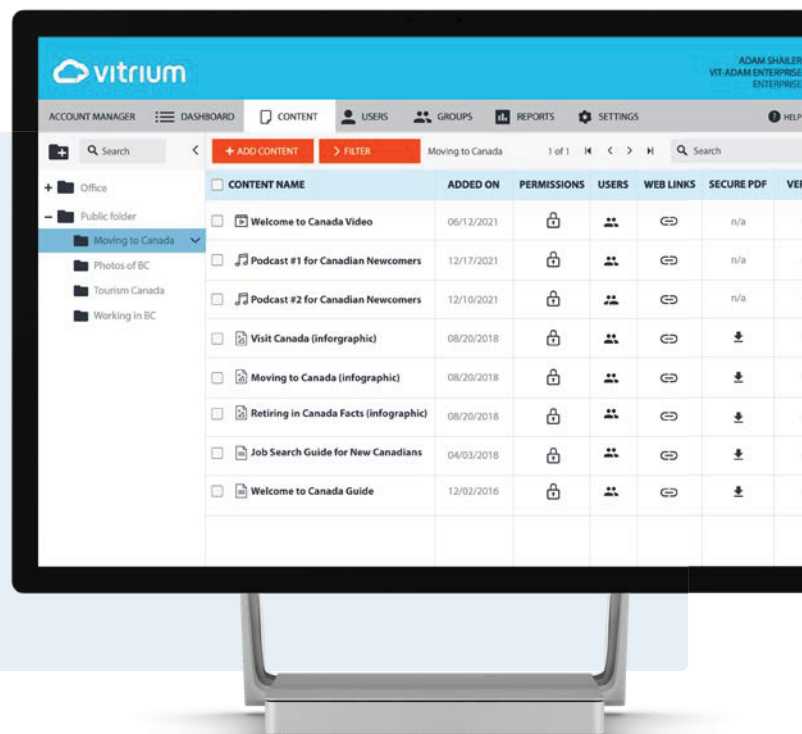 vitrium
ADAM SHAILER
VIT-ADAM ENTERPRISE
ENTERPRISE
ACCOUNT MANAGER DASHBOARD CONTENT USERS GROUPS REPORTS SETTINGS HELP
Search + ADD CONTENT > FILTER Moving to Canada 1 of 1 Search
+ Office
− Public folder
Moving to Canada
Photos of BC
Tourism Canada
Working in BC
CONTENT NAME ADDED ON PERMISSIONS USERS WEB LINKS SECURE PDF
Welcome to Canada Video 06/12/2021 n/a
Podcast #1 for Canadian Newcomers 12/17/2021 n/a
Podcast #2 for Canadian Newcomers 12/10/2021 n/a
Visit Canada (inforgraphic) 08/20/2018
Moving to Canada (infographic) 08/20/2018
Retiring in Canada Facts (infographic) 08/20/2018
Job Search Guide for New Canadians 04/03/2018
Welcome to Canada Guide 12/02/2016